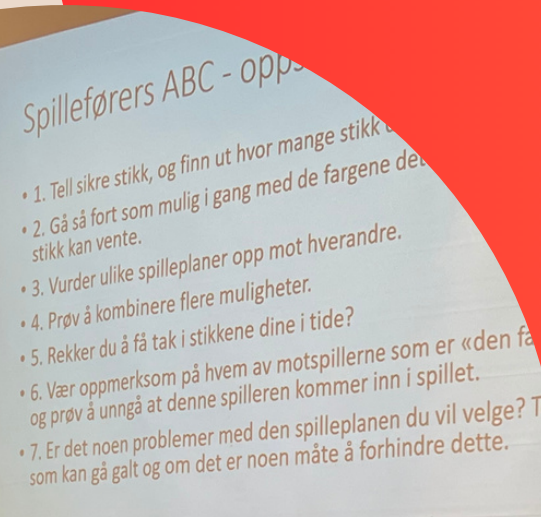 Spilleførers ABC -
• 1. Tell sikre stikk, og finn ut hvor mange stikk
• 2. Gå så fort som mulig i gang med de fargene
stikk kan vente.
• 3. Vurder ulike spilleplaner opp mot hverandre.
• 4. Prøv å kombinere flere muligheter.
• 5. Rekker du å få tak i stikkene dine i tide?
• 6. Vær oppmerksom på hvem av motspillerne som er «den
og prøv å unngå at denne spilleren kommer inn i spillet.
• 7. Er det noen problemer med den spilleplanen du vil velge?
som kan gå galt og om det er noen måte å forhindre dette.